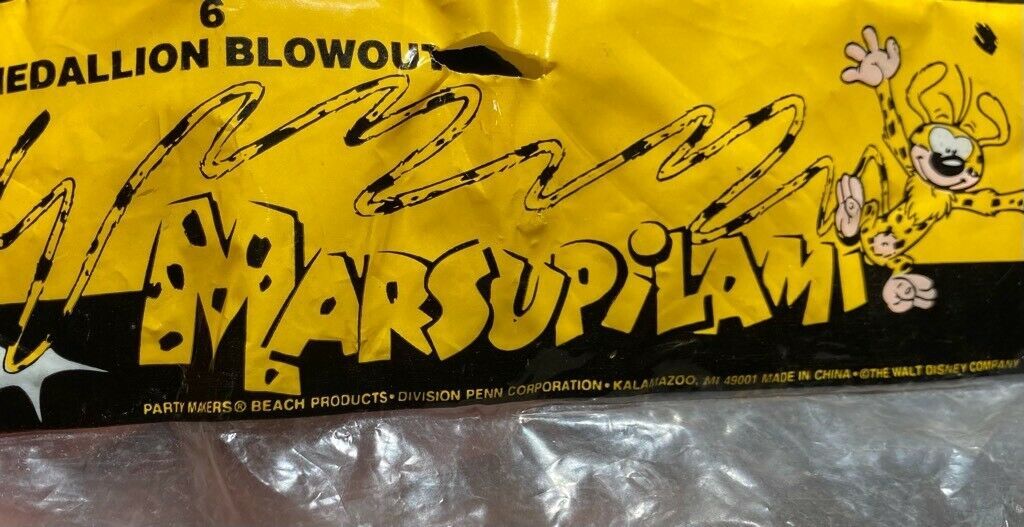 6
MEDALLION BLOWOUT
MARSUPILAMI
PARTY MAKERS® BEACH PRODUCTS • DIVISION PENN CORPORATION • KALAMAZOO, MI 49001 MADE IN CHINA • ©THE WALT DISNEY COMPANY